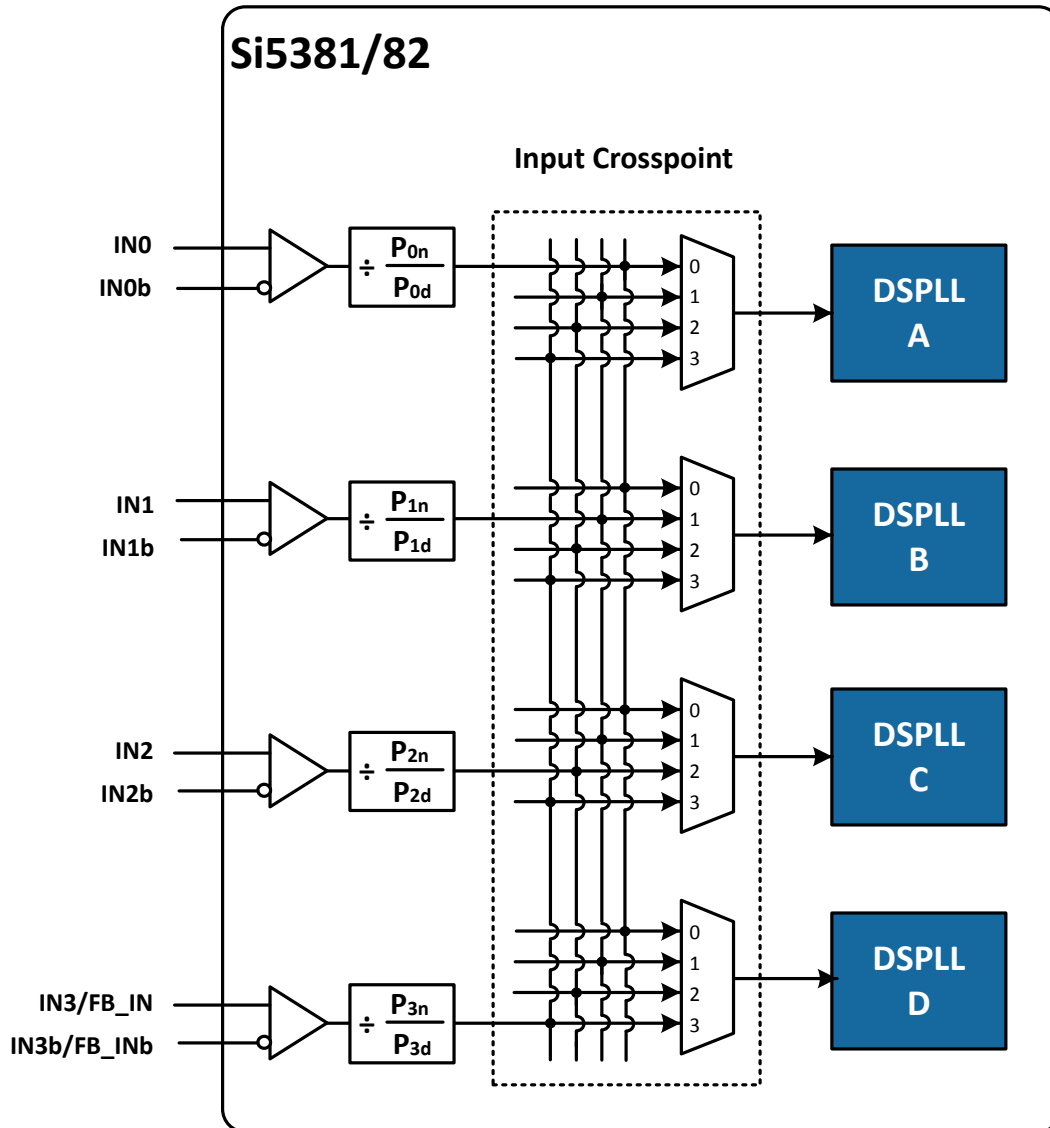 Si5381/82
Input Crosspoint
IN0
IN0b
÷ P0n
P0d
0
1
2
3
DSPLL
A
IN1
IN1b
÷ P1n
P1d
0
1
2
3
DSPLL
B
IN2
IN2b
÷ P2n
P2d
0
1
2
3
DSPLL
C
IN3/FB_IN
IN3b/FB_INb
÷ P3n
P3d
0
1
2
3
DSPLL
D